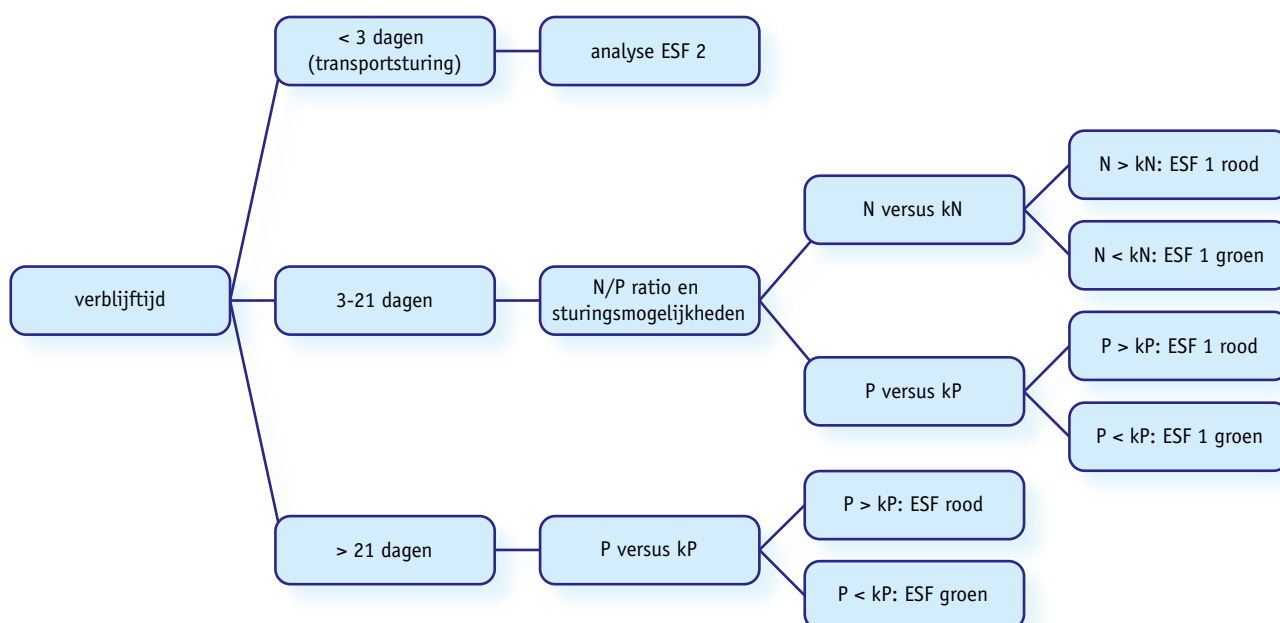 < 3 dagen
(transportsturing)
analyse ESF 2
N > kN: ESF 1 rood
N versus kN
N < kN: ESF 1 groen
verblijftijd
3-21 dagen
N/P ratio en
sturingsmogelijkheden
P > kP: ESF 1 rood
P versus kP
P < kP: ESF 1 groen
P > kP: ESF rood
> 21 dagen
P versus kP
P < kP: ESF groen